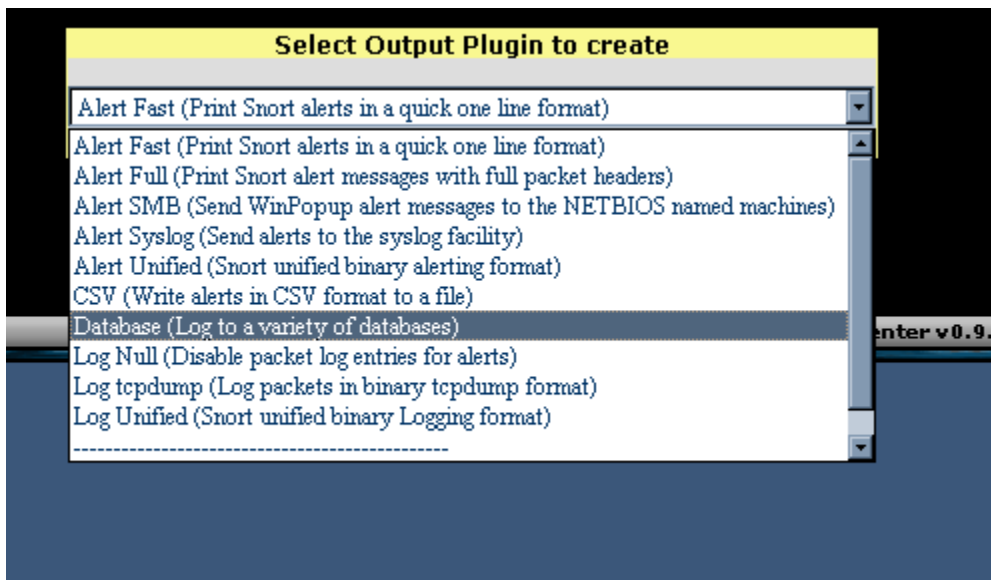 Select Output Plugin to create
Alert Fast (Print Snort alerts in a quick one line format)
Alert Fast (Print Snort alerts in a quick one line format)
Alert Full (Print Snort alert messages with full packet headers)
Alert SMB (Send WinPopup alert messages to the NETBIOS named machines)
Alert Syslog (Send alerts to the syslog facility)
Alert Unified (Snort unified binary alerting format)
CSV (Write alerts in CSV format to a file)
Database (Log to a variety of databases)
enter v0.9.
Log Null (Disable packet log entries for alerts)
Log tcpdump (Log packets in binary tcpdump format)
Log Unified (Snort unified binary Logging format)
-----------------------------------------------